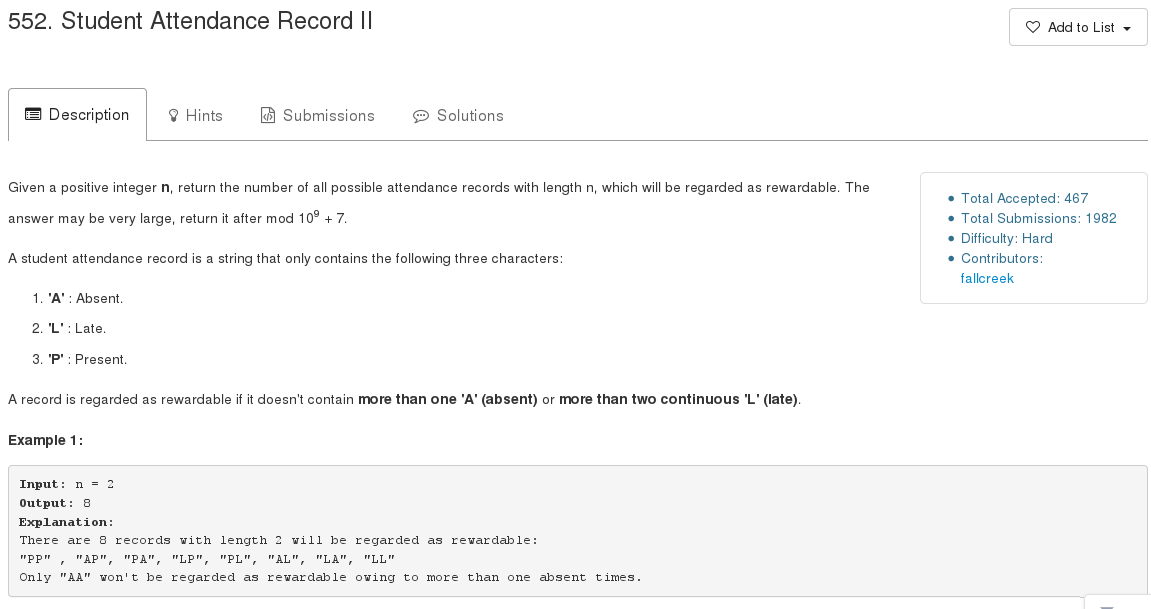 552. Student Attendance Record II
Add to List
Description
Hints
Submissions
Solutions
Given a positive integer n, return the number of all possible attendance records with length n, which will be regarded as rewardable. The
answer may be very large, return it after mod 10⁹ + 7.
Total Accepted: 467
Total Submissions: 1982
Difficulty: Hard
Contributors:
fallcreek
A student attendance record is a string that only contains the following three characters:
1. 'A' : Absent.
2. 'L' : Late.
3. 'P' : Present.
A record is regarded as rewardable if it doesn't contain more than one 'A' (absent) or more than two continuous 'L' (late).
Example 1:
Input: n = 2
Output: 8
Explanation:
There are 8 records with length 2 will be regarded as rewardable:
"PP" , "AP", "PA", "LP", "PL", "AL", "LA", "LL"
Only "AA" won't be regarded as rewardable owing to more than one absent times.